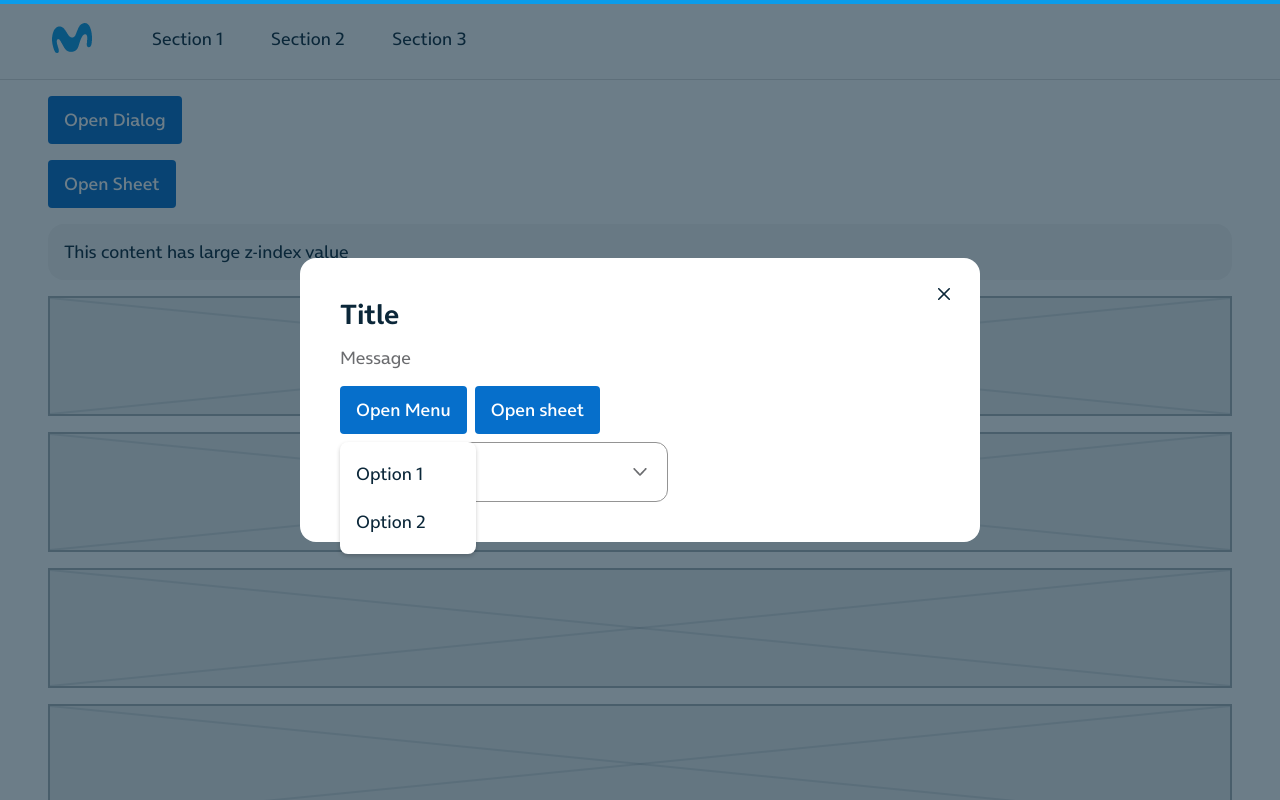 Section 1 Section 2 Section 3
Open Dialog
Open Sheet
This content has large z-index value
Title
Message
Open Menu Open sheet
Option 1
Option 2